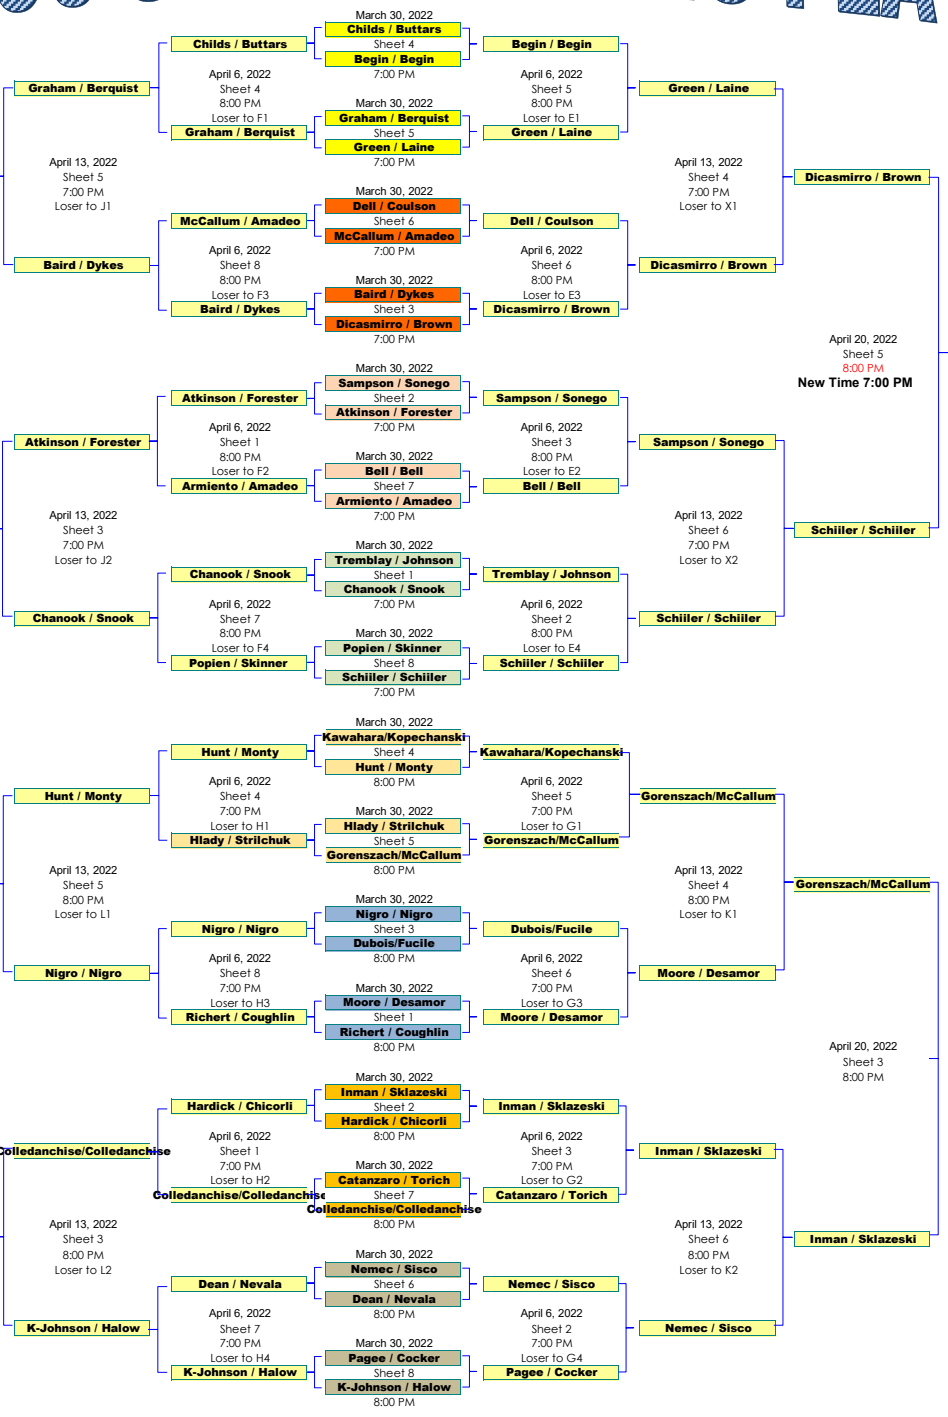 March 30, 2022
Childs / Buttars
Childs / Buttars
Sheet 4
Begin / Begin
Begin / Begin
April 6, 2022
Sheet 4
8:00 PM
Loser to F1
7:00 PM
April 6, 2022
Sheet 5
8:00 PM
Loser to E1
Graham / Berquist
Green / Laine
March 30, 2022
Graham / Berquist
Graham / Berquist
Sheet 5
Green / Laine
Green / Laine
7:00 PM
April 13, 2022
Sheet 5
7:00 PM
Loser to J1
April 13, 2022
Sheet 4
7:00 PM
Loser to X1
Dicasmirro / Brown
March 30, 2022
Dell / Coulson
McCallum / Amadeo
Sheet 6
Dell / Coulson
McCallum / Amadeo
7:00 PM
April 6, 2022
Sheet 8
8:00 PM
Loser to F3
April 6, 2022
Sheet 6
8:00 PM
Loser to E3
Baird / Dykes
Dicasmirro / Brown
March 30, 2022
Baird / Dykes
Baird / Dykes
Sheet 3
Dicasmirro / Brown
Dicasmirro / Brown
7:00 PM
April 20, 2022
Sheet 5
8:00 PM
New Time 7:00 PM
March 30, 2022
Sampson / Sonego
Atkinson / Forester
Sheet 2
Sampson / Sonego
Atkinson / Forester
7:00 PM
April 6, 2022
Sheet 1
8:00 PM
Loser to F2
April 6, 2022
Sheet 3
8:00 PM
Loser to E2
Atkinson / Forester
Sampson / Sonego
March 30, 2022
Bell / Bell
Armiento / Amadeo
Sheet 7
Bell / Bell
Armiento / Amadeo
7:00 PM
April 13, 2022
Sheet 3
7:00 PM
Loser to J2
April 13, 2022
Sheet 6
7:00 PM
Loser to X2
Schiiler / Schiiler
March 30, 2022
Tremblay / Johnson
Chanook / Snook
Sheet 1
Tremblay / Johnson
Chanook / Snook
7:00 PM
April 6, 2022
Sheet 7
8:00 PM
Loser to F4
April 6, 2022
Sheet 2
8:00 PM
Loser to E4
Chanook / Snook
Schiiler / Schiiler
March 30, 2022
Popien / Skinner
Popien / Skinner
Sheet 8
Schiiler / Schiiler
Schiiler / Schiiler
7:00 PM
March 30, 2022
Kawahara/Kopechanski
Hunt / Monty
Sheet 4
Kawahara/Kopechanski
Hunt / Monty
8:00 PM
April 6, 2022
Sheet 4
7:00 PM
Loser to H1
April 6, 2022
Sheet 5
7:00 PM
Loser to G1
Hunt / Monty
Gorenszach/McCallum
March 30, 2022
Hlady / Strilchuk
Hlady / Strilchuk
Sheet 5
Gorenszach/McCallum
Gorenszach/McCallum
8:00 PM
April 13, 2022
Sheet 5
8:00 PM
Loser to L1
April 13, 2022
Sheet 4
8:00 PM
Loser to K1
Gorenszach/McCallum
March 30, 2022
Nigro / Nigro
Nigro / Nigro
Sheet 3
Dubois/Fucile
Dubois/Fucile
8:00 PM
April 6, 2022
Sheet 8
7:00 PM
Loser to H3
April 6, 2022
Sheet 6
7:00 PM
Loser to G3
Nigro / Nigro
Moore / Desamor
March 30, 2022
Moore / Desamor
Richert / Coughlin
Sheet 1
Moore / Desamor
Richert / Coughlin
8:00 PM
April 20, 2022
Sheet 3
8:00 PM
March 30, 2022
Inman / Sklazeski
Hardick / Chicorli
Sheet 2
Inman / Sklazeski
Hardick / Chicorli
8:00 PM
April 6, 2022
Sheet 1
7:00 PM
Loser to H2
April 6, 2022
Sheet 3
7:00 PM
Loser to G2
Colledanchise/Colledanchise
Inman / Sklazeski
March 30, 2022
Catanzaro / Torich
Colledanchise/Colledanchise
Sheet 7
Catanzaro / Torich
Colledanchise/Colledanchise
8:00 PM
April 13, 2022
Sheet 3
8:00 PM
Loser to L2
April 13, 2022
Sheet 6
8:00 PM
Loser to K2
Inman / Sklazeski
March 30, 2022
Nemec / Sisco
Dean / Nevala
Sheet 6
Nemec / Sisco
Dean / Nevala
8:00 PM
April 6, 2022
Sheet 7
7:00 PM
Loser to H4
April 6, 2022
Sheet 2
7:00 PM
Loser to G4
K-Johnson / Halow
Nemec / Sisco
March 30, 2022
Pagee / Cocker
K-Johnson / Halow
Sheet 8
Pagee / Cocker
K-Johnson / Halow
8:00 PM